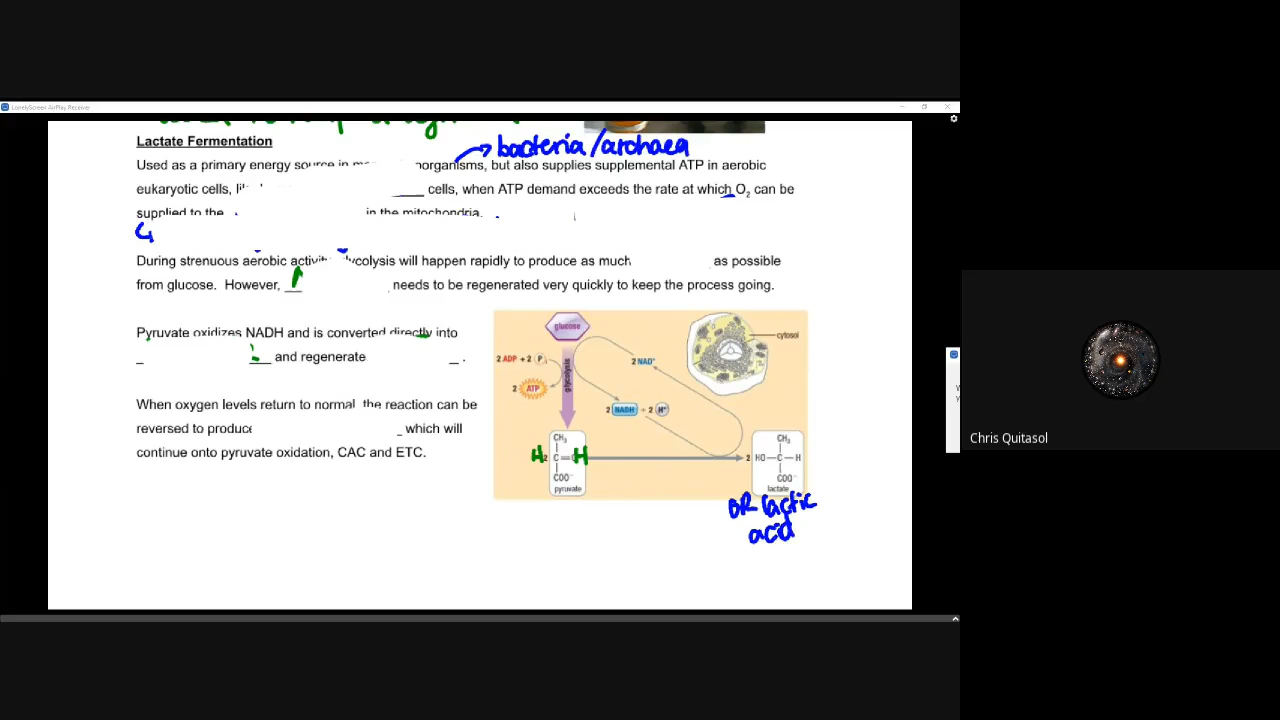 LonelyScreen AirPlay Receiver
Lactate Fermentation
bacteria/archaea
Used as a primary energy source in organisms, but also supplies supplemental ATP in aerobic
eukaryotic cells, cells, when ATP demand exceeds the rate at which O2 can be
supplied to the in the mitochondria.
During strenuous aerobic activity glycolysis will happen rapidly to produce as much as possible
from glucose. However, needs to be regenerated very quickly to keep the process going.
Pyruvate oxidizes NADH and is converted directly into
and regenerate .
When oxygen levels return to normal the reaction can be
reversed to produce which will
continue onto pyruvate oxidation, CAC and ETC.
glucose
cytosol
2 ADP + 2 P
2 NAD+
glycolysis
2 ATP
2 NADH + 2 H+
CH3
H 2 C = H
COO-
pyruvate
CH3
2 HO-C-H
COO-
lactate
OR lactic
acid
Chris Quitasol